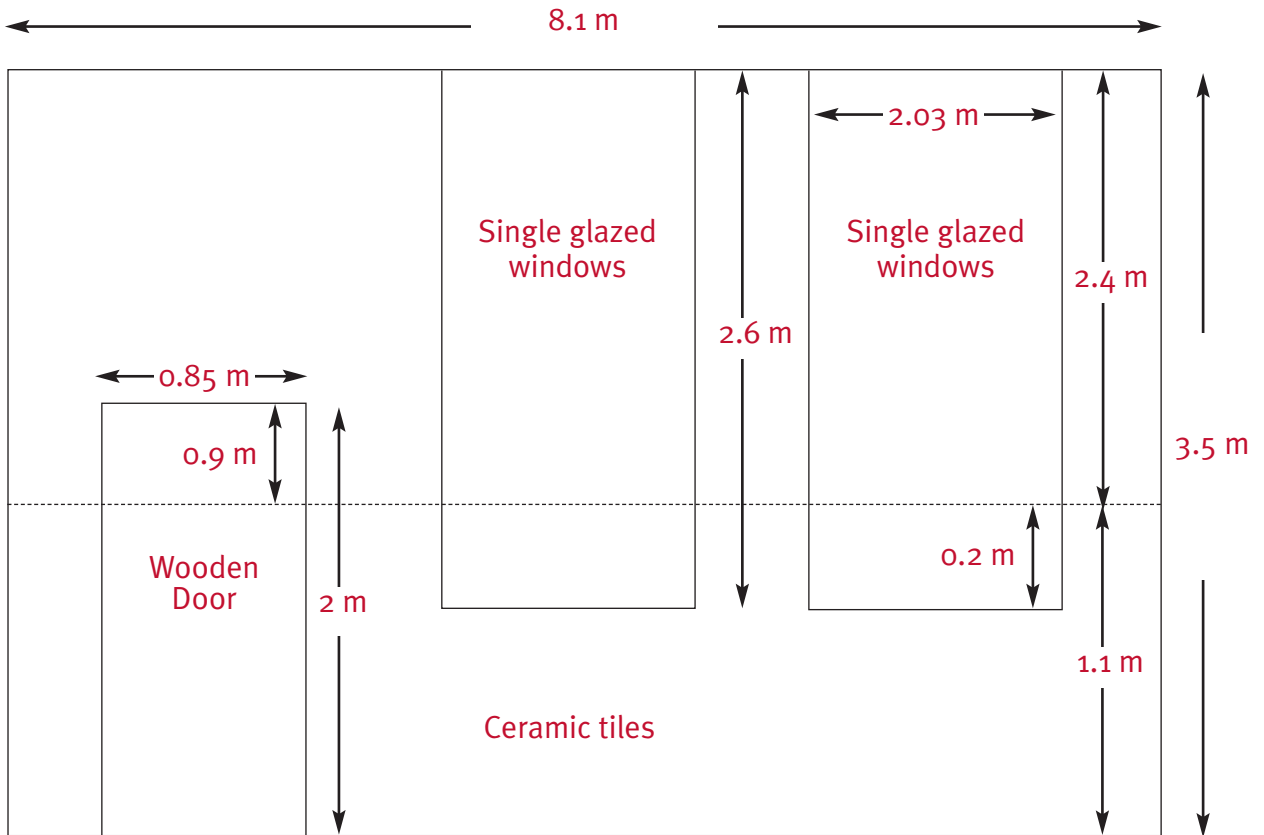 8.1 m
2.03 m
Single glazed
windows
Single glazed
windows
2.4 m
2.6 m
0.85 m
3.5 m
0.9 m
0.2 m
Wooden
Door
2 m
1.1 m
Ceramic tiles